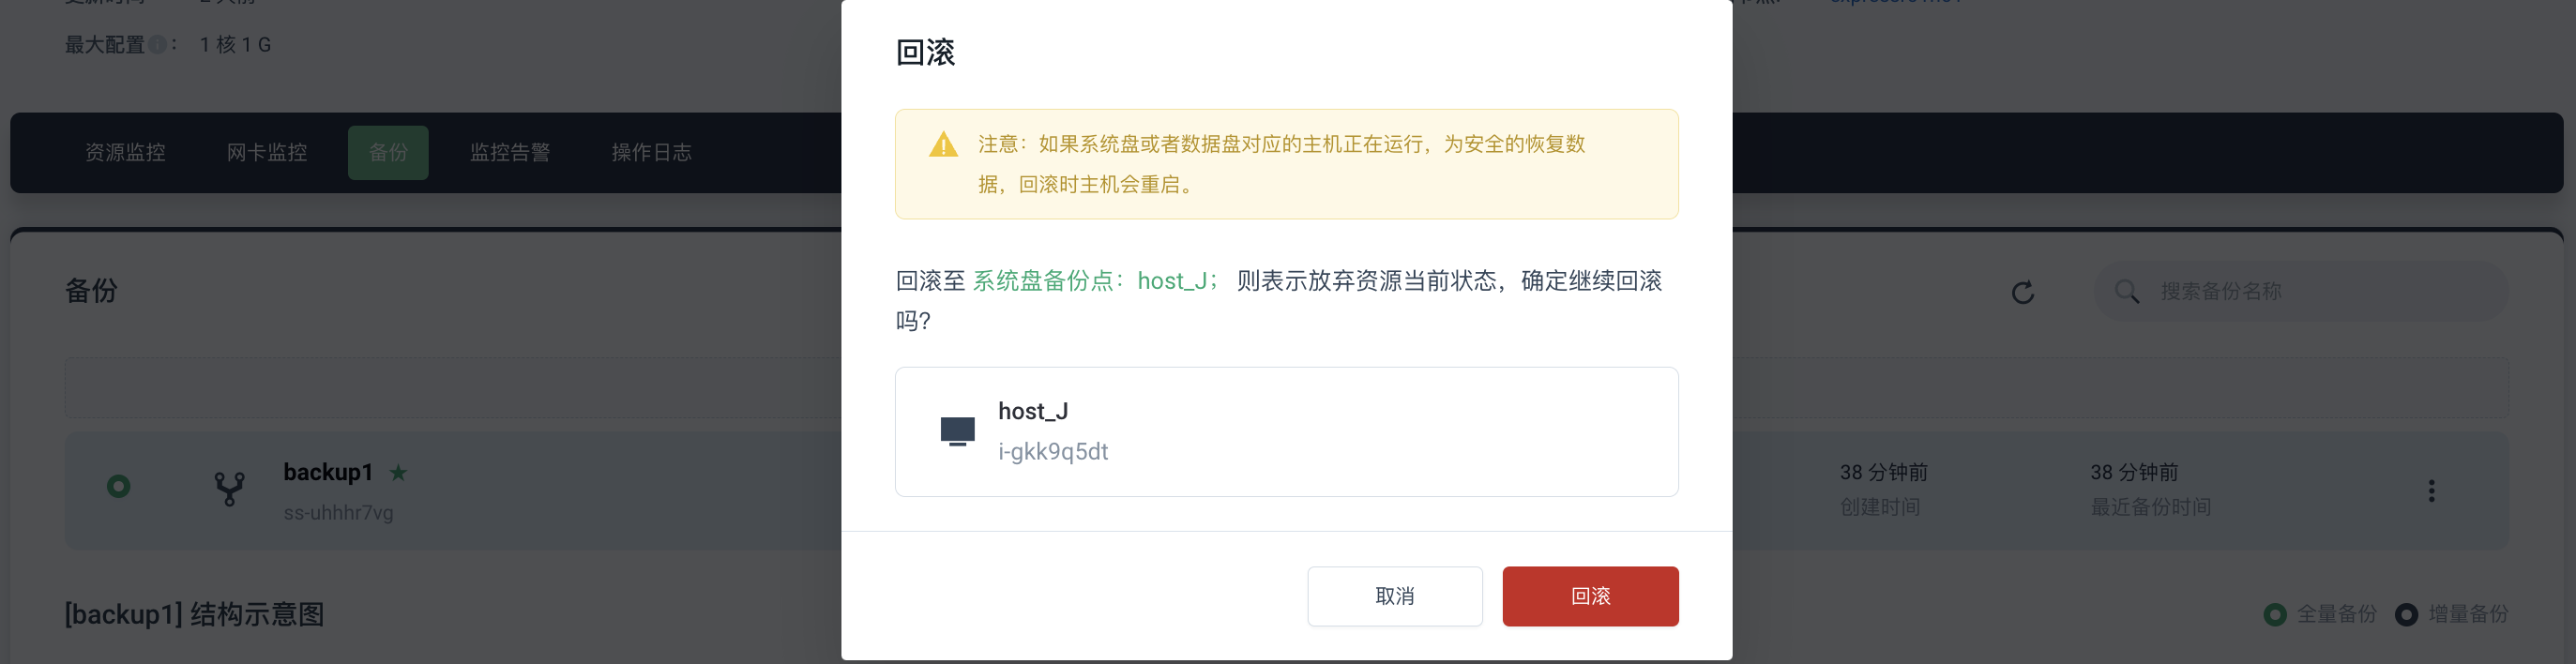 最大配置 : 1 核 1 G
资源监控 网卡监控 备份 监控告警 操作日志
备份
搜索备份名称
backup1
ss-uhhhr7vg
38 分钟前
创建时间
38 分钟前
最近备份时间
[backup1] 结构示意图
全量备份 增量备份
回滚
注意：如果系统盘或者数据盘对应的主机正在运行，为安全的恢复数
据，回滚时主机会重启。
回滚至 系统盘备份点：host_J； 则表示放弃资源当前状态，确定继续回滚
吗?
host_J
i-gkk9q5dt
取消 回滚